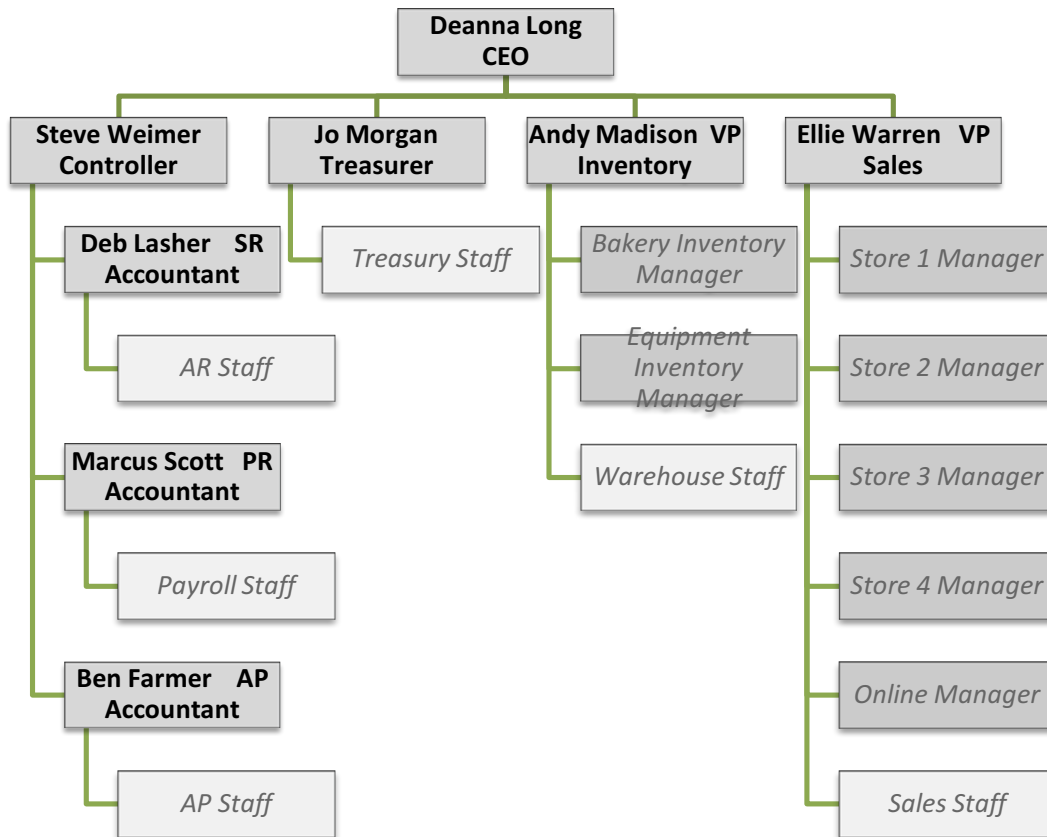 Deanna Long
CEO
Steve Weimer
Controller
Jo Morgan
Treasurer
Andy Madison VP
Inventory
Ellie Warren VP
Sales
Deb Lasher SR
Accountant
Treasury Staff
Bakery Inventory
Manager
Store 1 Manager
AR Staff
Equipment
Inventory
Manager
Store 2 Manager
Marcus Scott PR
Accountant
Warehouse Staff
Store 3 Manager
Payroll Staff
Store 4 Manager
Ben Farmer AP
Accountant
Online Manager
AP Staff
Sales Staff